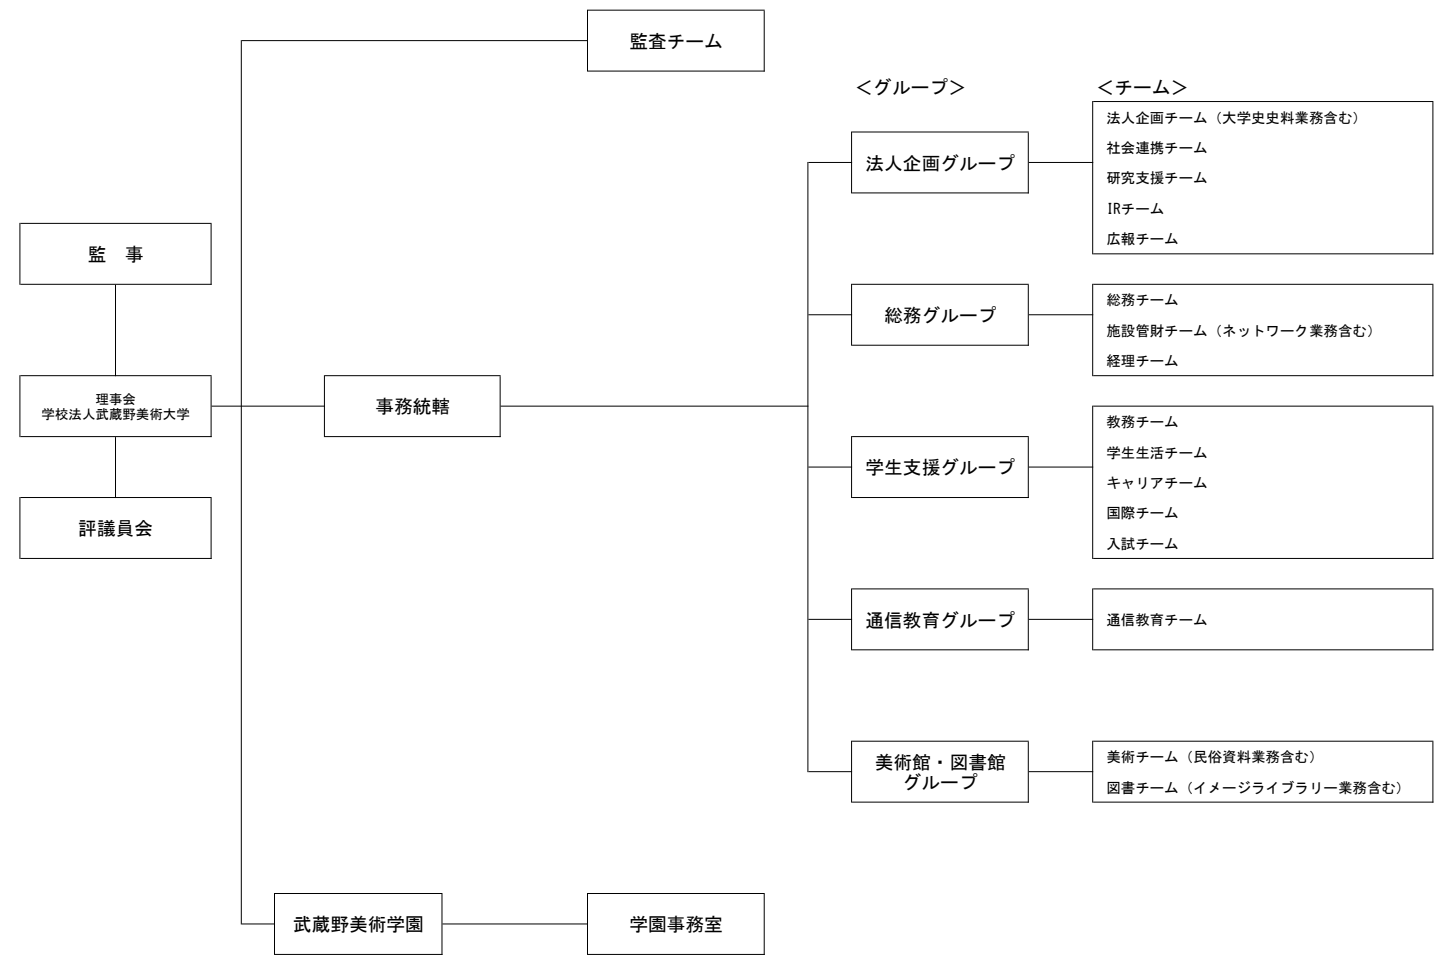 監査チーム
＜グループ＞
＜チーム＞
法人企画グループ
法人企画チーム（大学史史料業務含む）
社会連携チーム
研究支援チーム
IRチーム
広報チーム
監　事
総務グループ
総務チーム
施設管財チーム（ネットワーク業務含む）
経理チーム
理事会
学校法人武蔵野美術大学
事務統轄
評議員会
学生支援グループ
教務チーム
学生生活チーム
キャリアチーム
国際チーム
入試チーム
通信教育グループ
通信教育チーム
美術館・図書館
グループ
美術チーム（民俗資料業務含む）
図書チーム（イメージライブラリー業務含む）
武蔵野美術学園
学園事務室